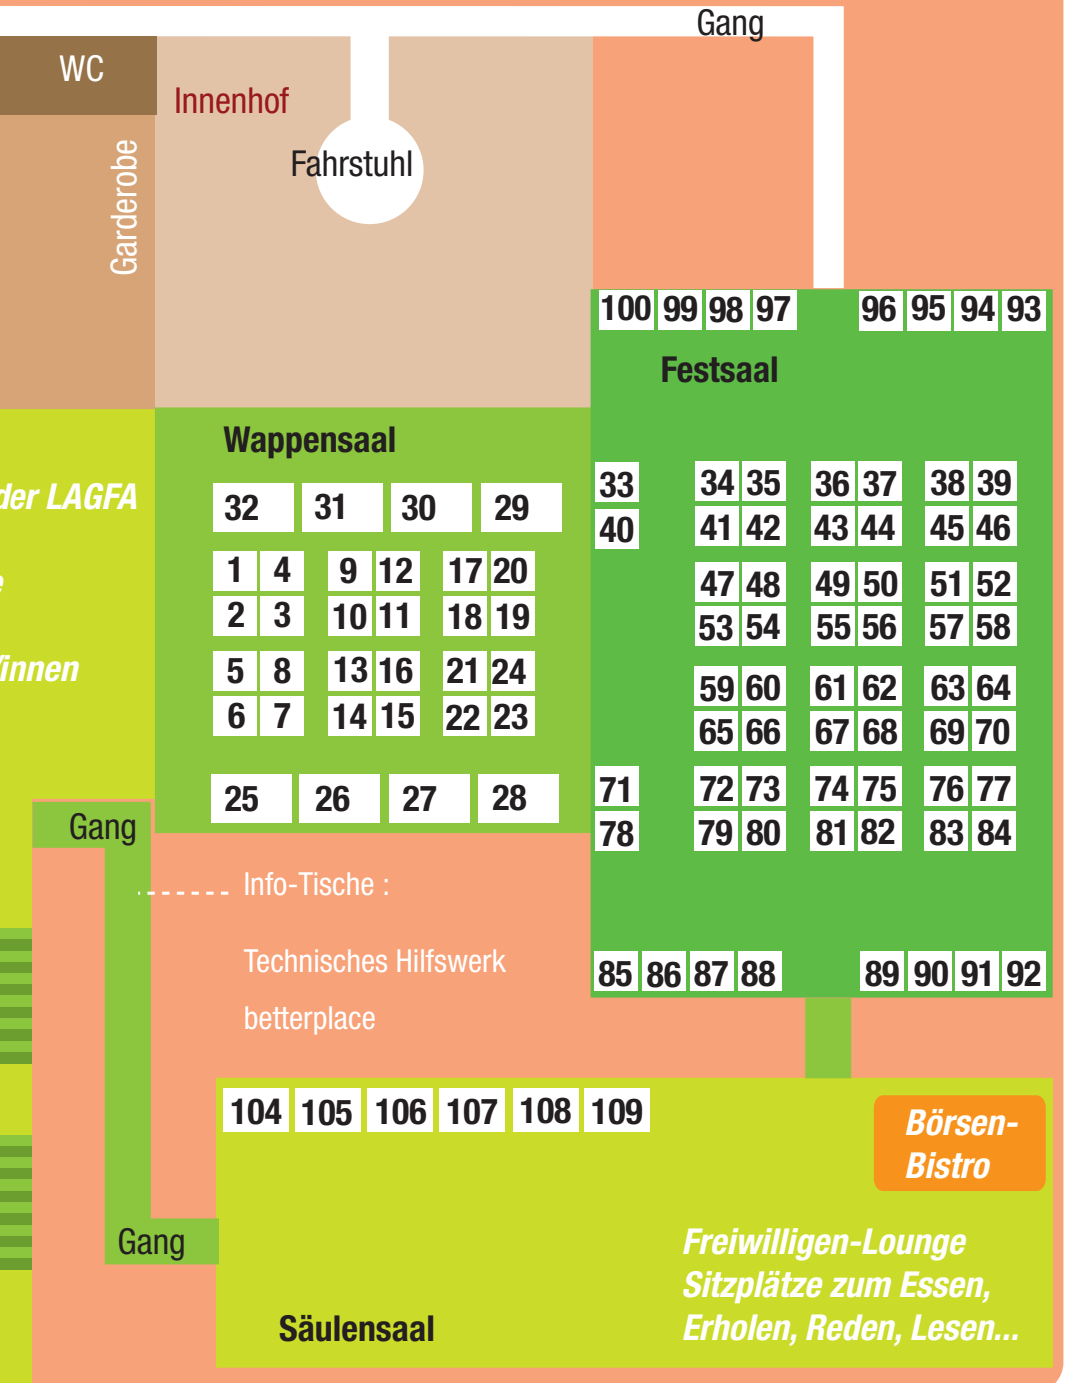 Gang
WC
Innenhof
Garderobe
Fahrstuhl
100 99 98 97 96 95 94 93
Festsaal
Wappensaal
der LAGFA
32 31 30 29
33 34 35 36 37 38 39
40 41 42 43 44 45 46
1 4 9 12 17 20
2 3 10 11 18 19
47 48 49 50 51 52
53 54 55 56 57 58
innen
5 8 13 16 21 24
6 7 14 15 22 23
59 60 61 62 63 64
65 66 67 68 69 70
25 26 27 28
71 72 73 74 75 76 77
78 79 80 81 82 83 84
Gang
Info-Tische :
Technisches Hilfswerk
betterplace
85 86 87 88 89 90 91 92
104 105 106 107 108 109
Börsen-
Bistro
Gang
Freiwilligen-Lounge
Sitzplätze zum Essen,
Erholen, Reden, Lesen...
Säulensaal